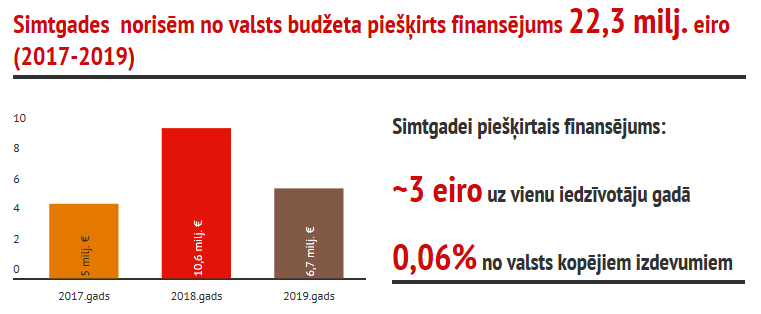 Simtgades norisēm no valsts budžeta piešķirts finansējums 22,3 milj. eiro
(2017-2019)
10
8
6
4
2
0
5 milj. €
10,6 milj. €
6,7 milj. €
2017.gads
2018.gads
2019.gads
Simtgadei piešķirtais finansējums:
~3 eiro uz vienu iedzīvotāju gadā
0,06% no valsts kopējiem izdevumiem